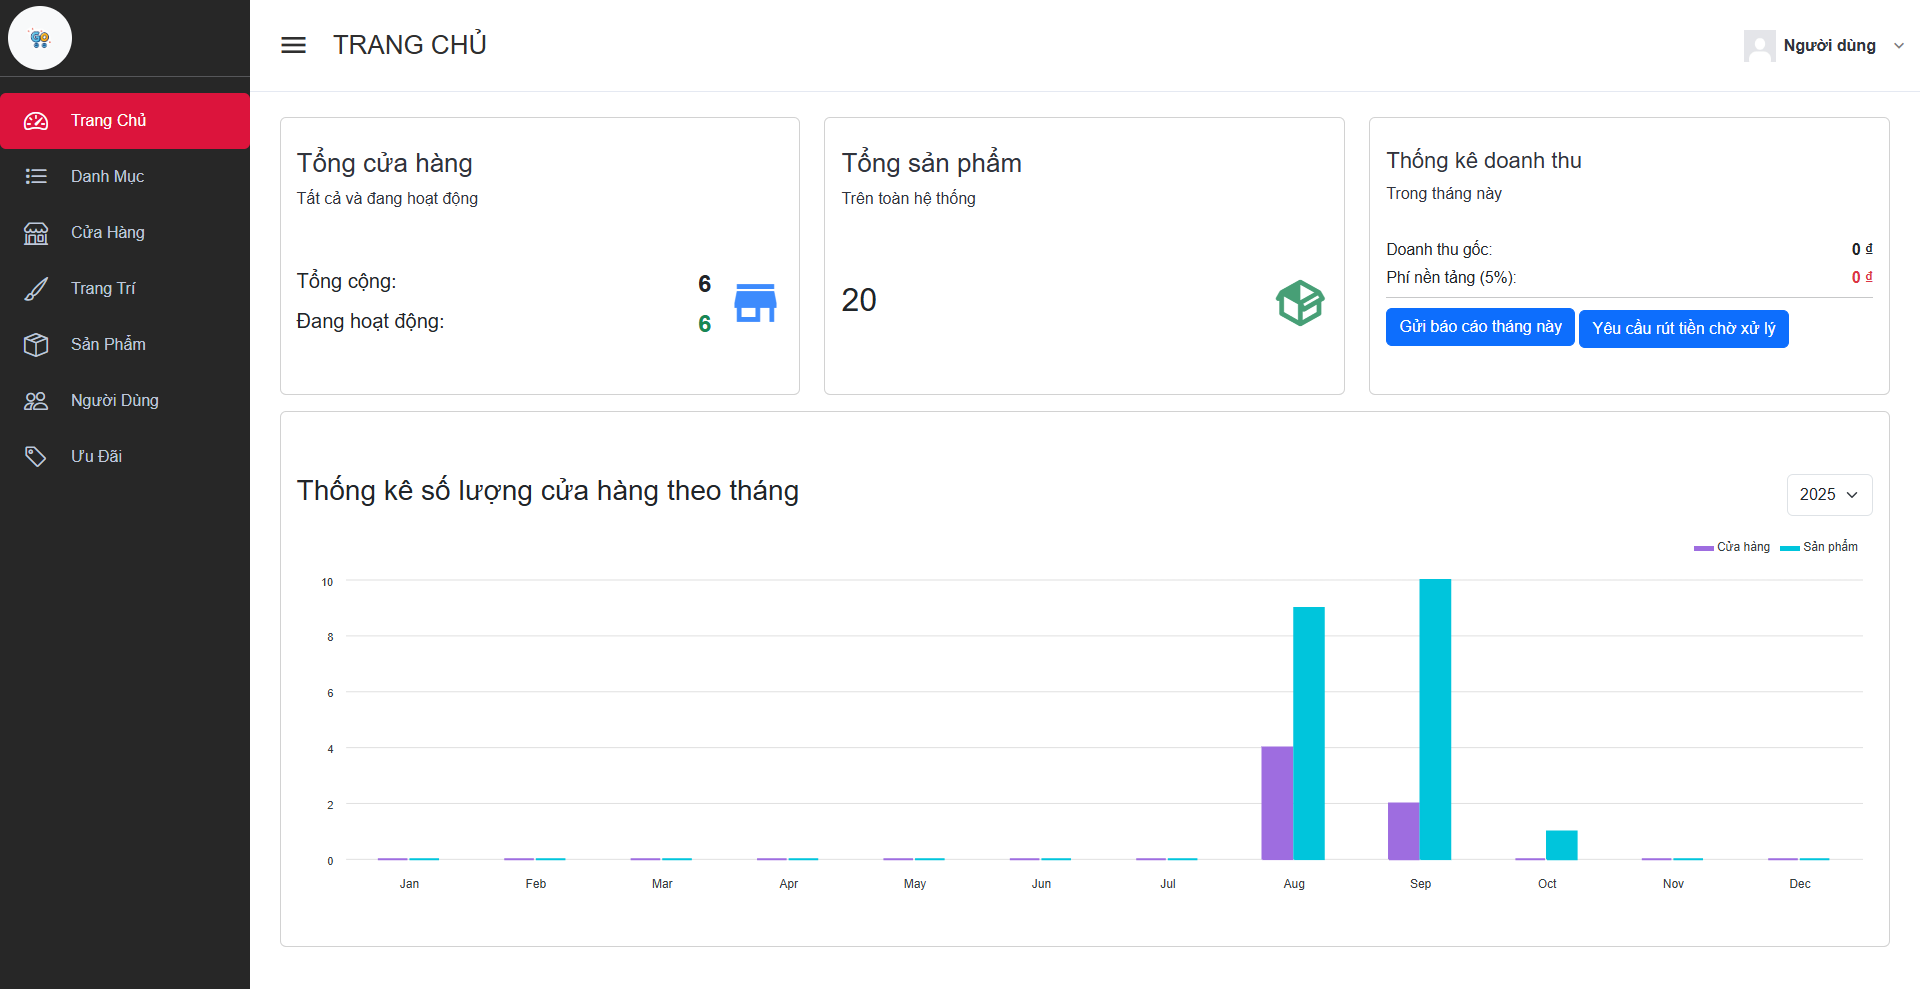 GO
TRANG CHỦ
Người dùng
Trang Chủ
Danh Mục
Cửa Hàng
Trang Trí
Sản Phẩm
Người Dùng
Ưu Đãi
Tổng cửa hàng
Tất cả và đang hoạt động
Tổng cộng: 6
Đang hoạt động: 6
Tổng sản phẩm
Trên toàn hệ thống
20
Thống kê doanh thu
Trong tháng này
Doanh thu gốc: 0 đ
Phí nền tảng (5%): 0 đ
Gửi báo cáo tháng này Yêu cầu rút tiền chờ xử lý
Thống kê số lượng cửa hàng theo tháng
2025
Cửa hàng Sản phẩm
10
8
6
4
2
0
Jan Feb Mar Apr May Jun Jul Aug Sep Oct Nov Dec